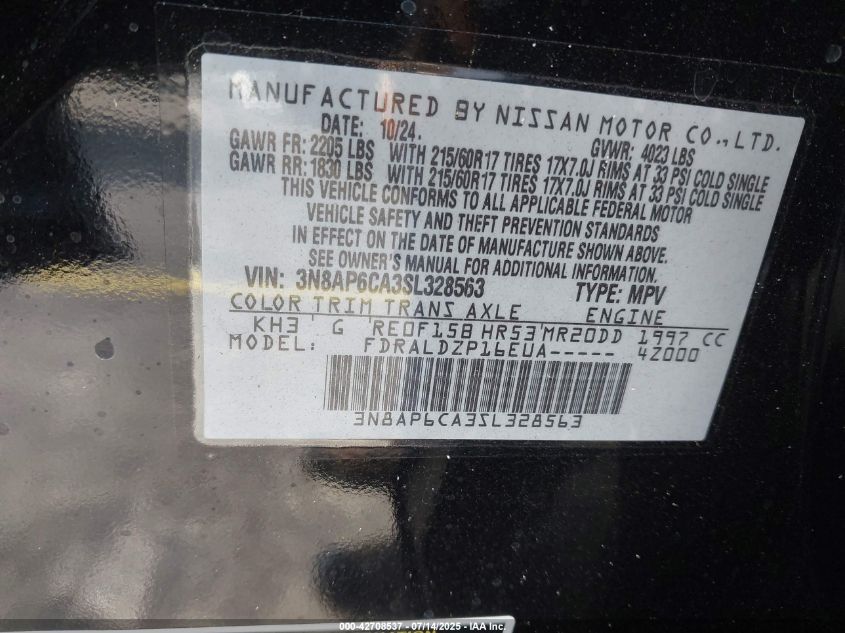 MANUFACTURED BY NISSAN MOTOR CO., LTD.
DATE: 10/24. GVWR: 4023 LBS
GAWR FR: 2205 LBS WITH 215/60R17 TIRES 17X7.0J RIMS AT 33 PSI COLD SINGLE
GAWR RR: 1830 LBS WITH 215/60R17 TIRES 17X7.0J RIMS AT 33 PSI COLD SINGLE
THIS VEHICLE CONFORMS TO ALL APPLICABLE FEDERAL MOTOR
VEHICLE SAFETY AND THEFT PREVENTION STANDARDS
IN EFFECT ON THE DATE OF MANUFACTURE SHOWN ABOVE.
SEE OWNER'S MANUAL FOR ADDITIONAL INFORMATION.
VIN: 3N8AP6CA3SL328563 TYPE: MPV
COLOR TRIM TRANS AXLE ENGINE
KH3 G RE0F15B HR53 MR20DD 1997 CC
MODEL: FDRALDZP16EUA----- 4Z000
3N8AP6CA3SL328563
000-42708537 - 07/14/2025 - IAA Inc.